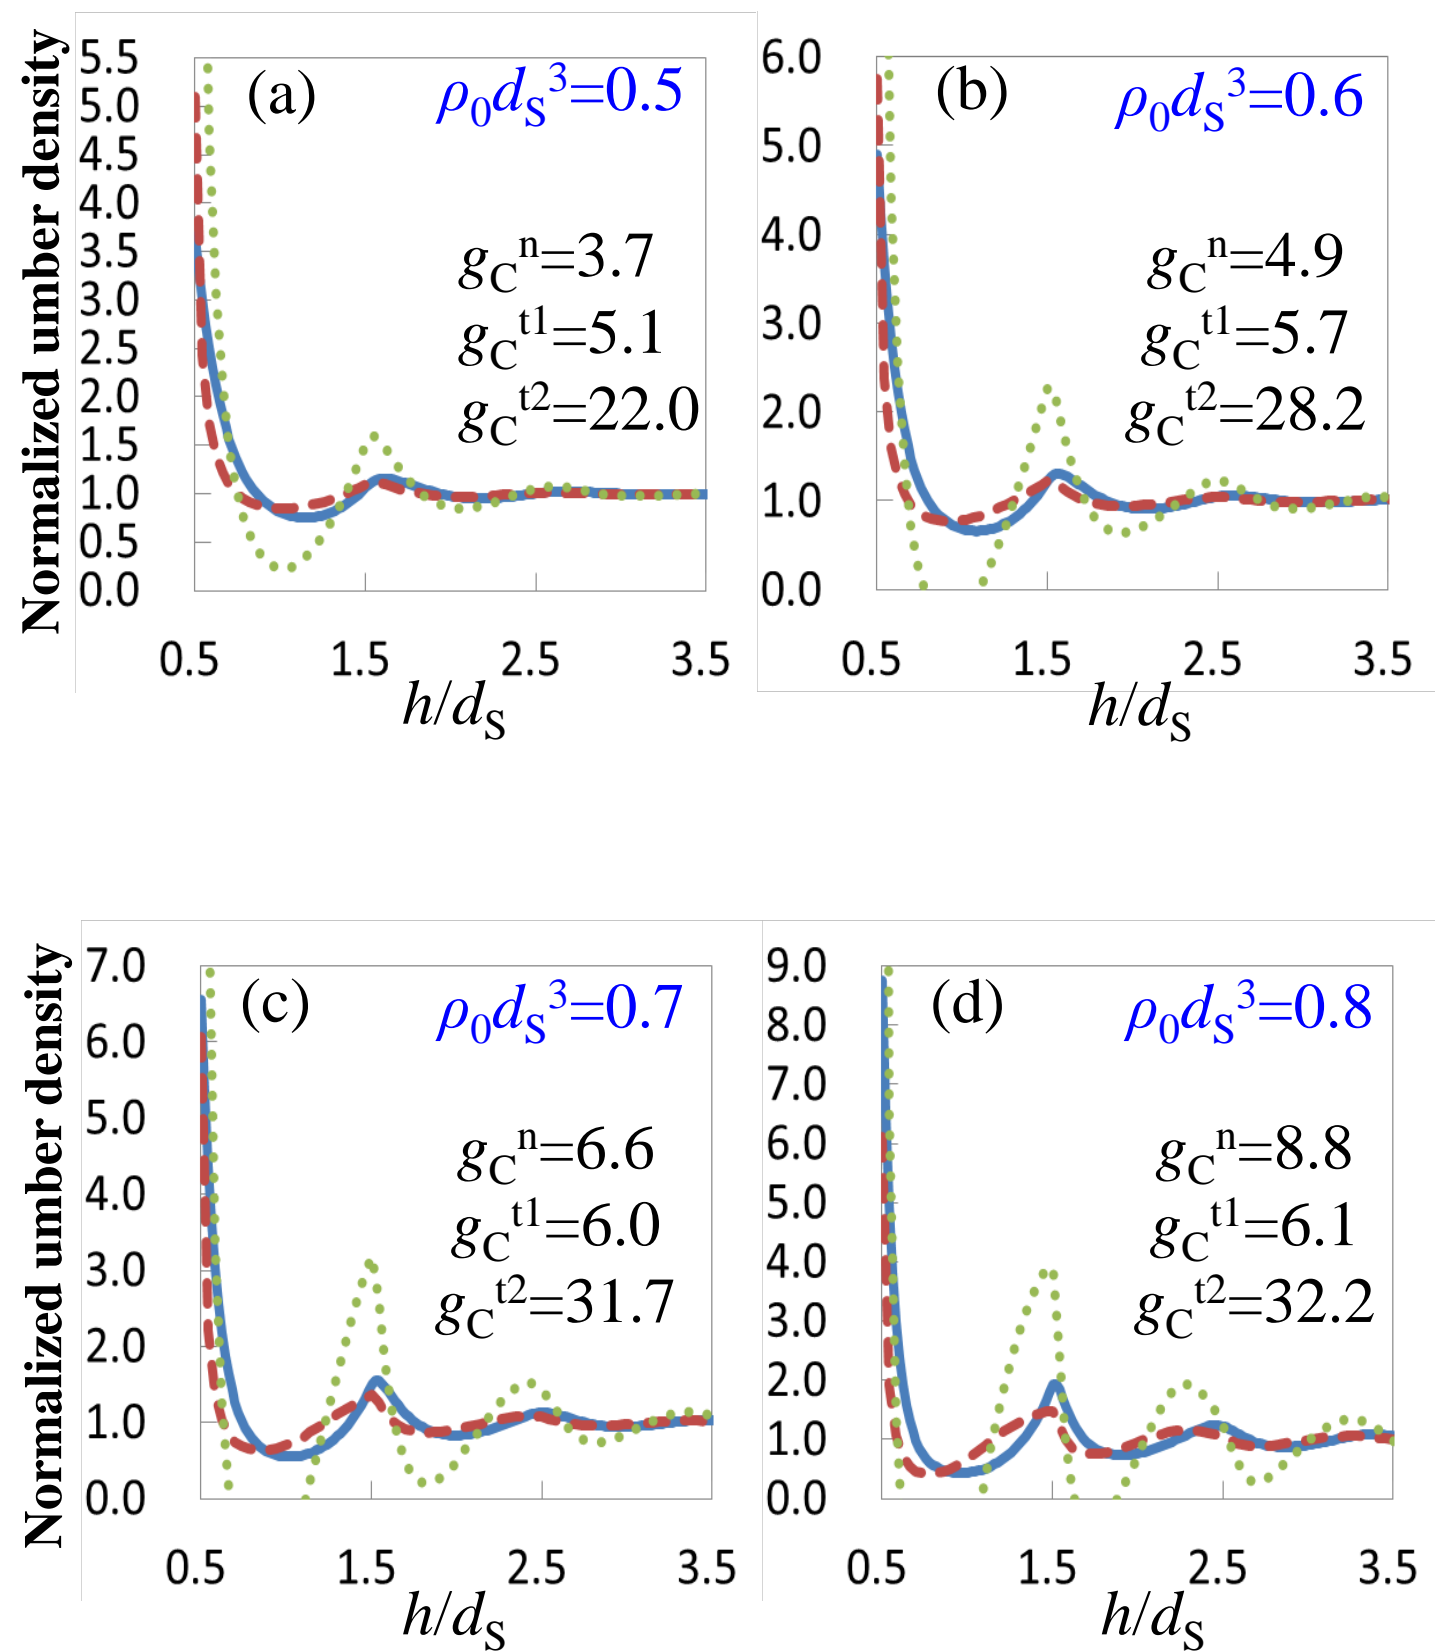 Normalized umber density
5.5
5.0
4.5
4.0
3.5
3.0
2.5
2.0
1.5
1.0
0.5
0.0
(a)
ρ₀dS³=0.5
gCⁿ=3.7
gCᵗ¹=5.1
gCᵗ²=22.0
0.5 1.5 2.5 3.5
h/dS
6.0
5.0
4.0
3.0
2.0
1.0
0.0
(b)
ρ₀dS³=0.6
gCⁿ=4.9
gCᵗ¹=5.7
gCᵗ²=28.2
0.5 1.5 2.5 3.5
h/dS
Normalized umber density
7.0
6.0
5.0
4.0
3.0
2.0
1.0
0.0
(c)
ρ₀dS³=0.7
gCⁿ=6.6
gCᵗ¹=6.0
gCᵗ²=31.7
0.5 1.5 2.5 3.5
h/dS
9.0
8.0
7.0
6.0
5.0
4.0
3.0
2.0
1.0
0.0
(d)
ρ₀dS³=0.8
gCⁿ=8.8
gCᵗ¹=6.1
gCᵗ²=32.2
0.5 1.5 2.5 3.5
h/dS